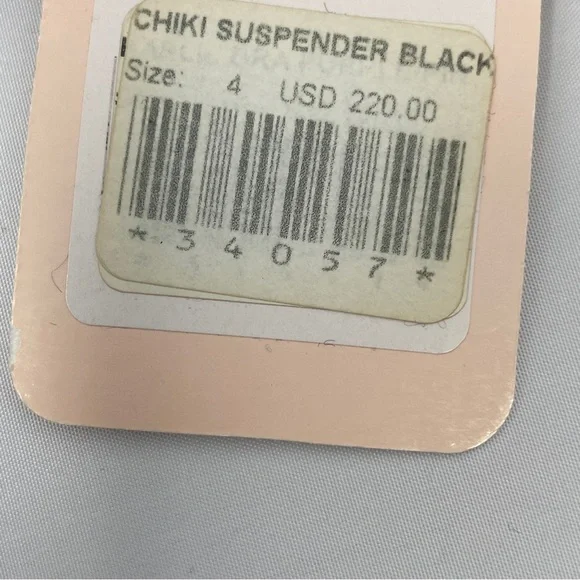 CHIKI SUSPENDER BLACK
Size: 4 USD 220.00
*34057*